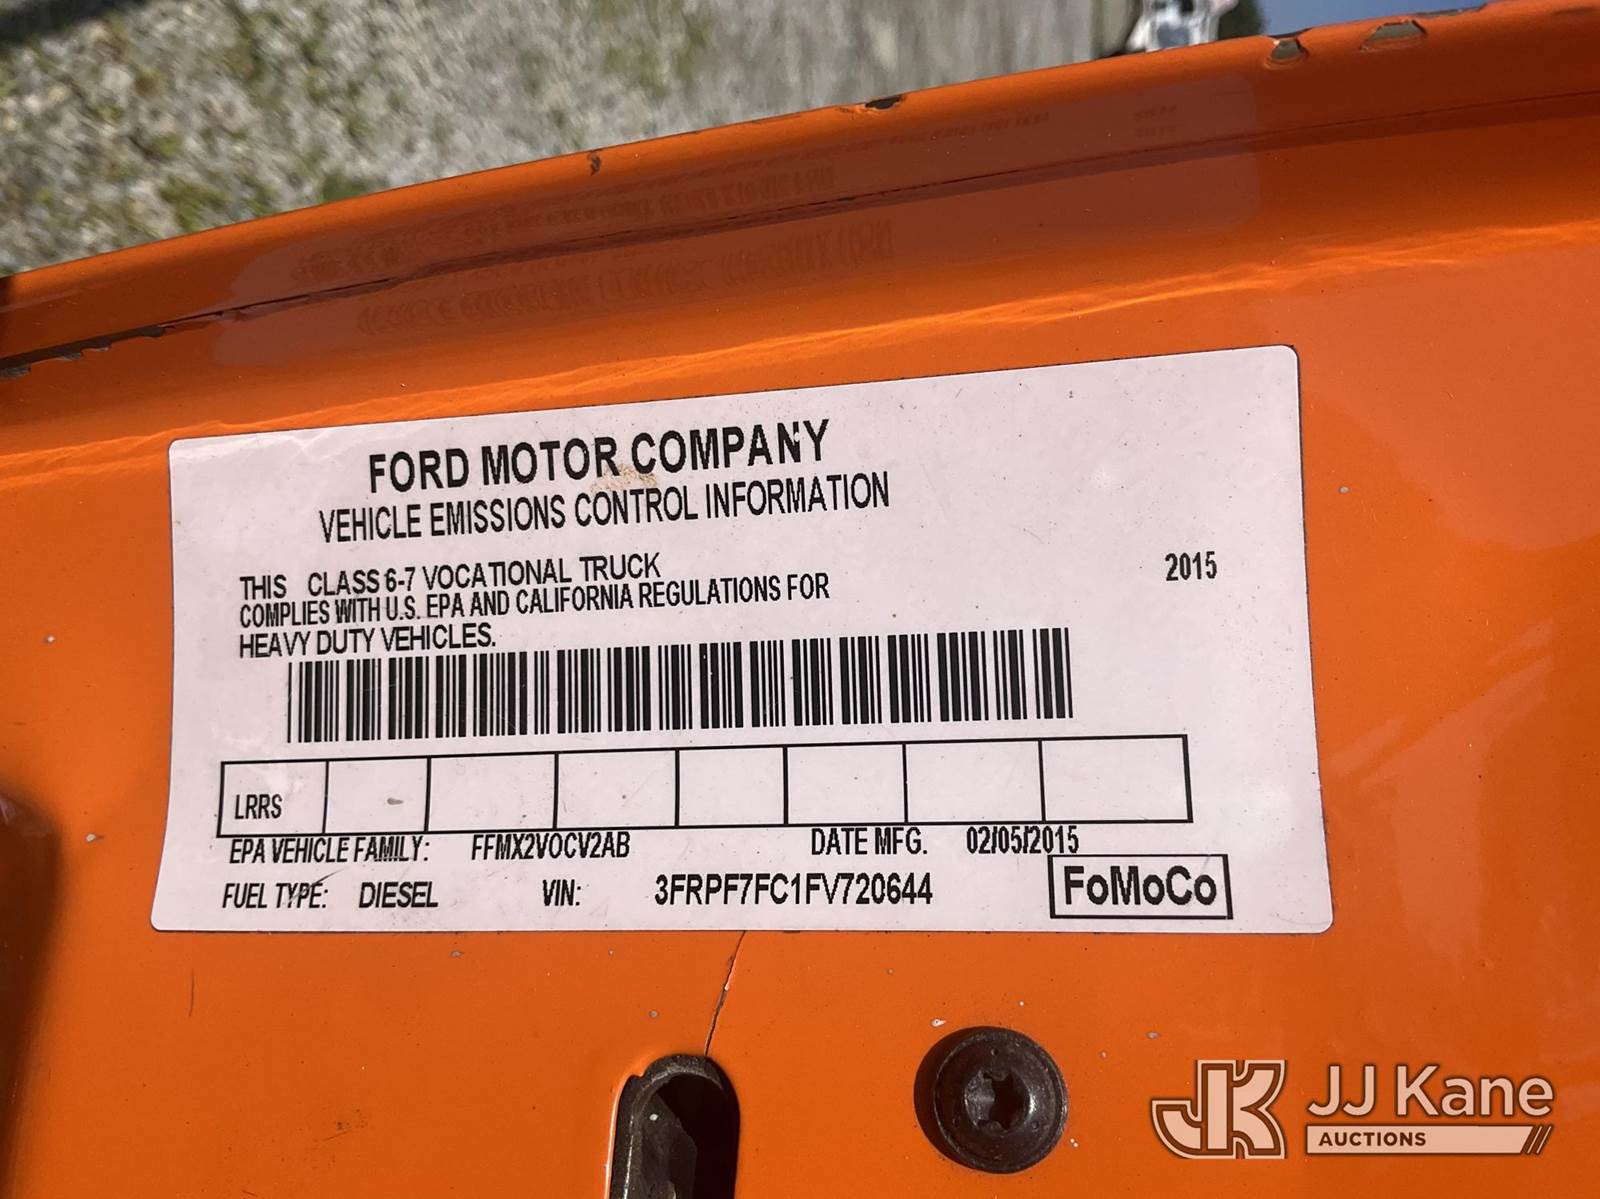 FORD MOTOR COMPANY
VEHICLE EMISSIONS CONTROL INFORMATION
THIS CLASS 6-7 VOCATIONAL TRUCK
COMPLIES WITH U.S. EPA AND CALIFORNIA REGULATIONS FOR
HEAVY DUTY VEHICLES.
2015
LRRS
EPA VEHICLE FAMILY: FFMX2VOCV2AB DATE MFG. 02/05/2015
FUEL TYPE: DIESEL VIN: 3FRPF7FC1FV720644 FoMoCo
JK JJ Kane
AUCTIONS